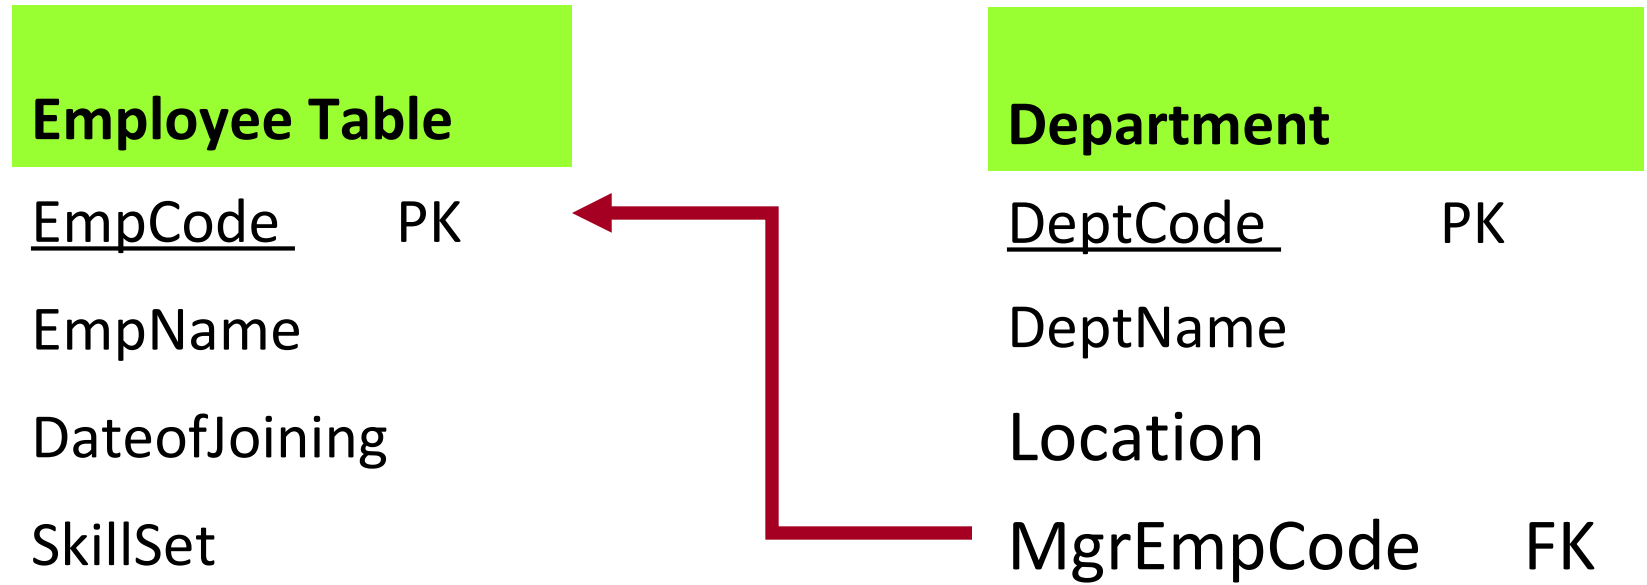 Employee Table
EmpCode PK
EmpName
DateofJoining
SkillSet
Department
DeptCode PK
DeptName
Location
MgrEmpCode FK